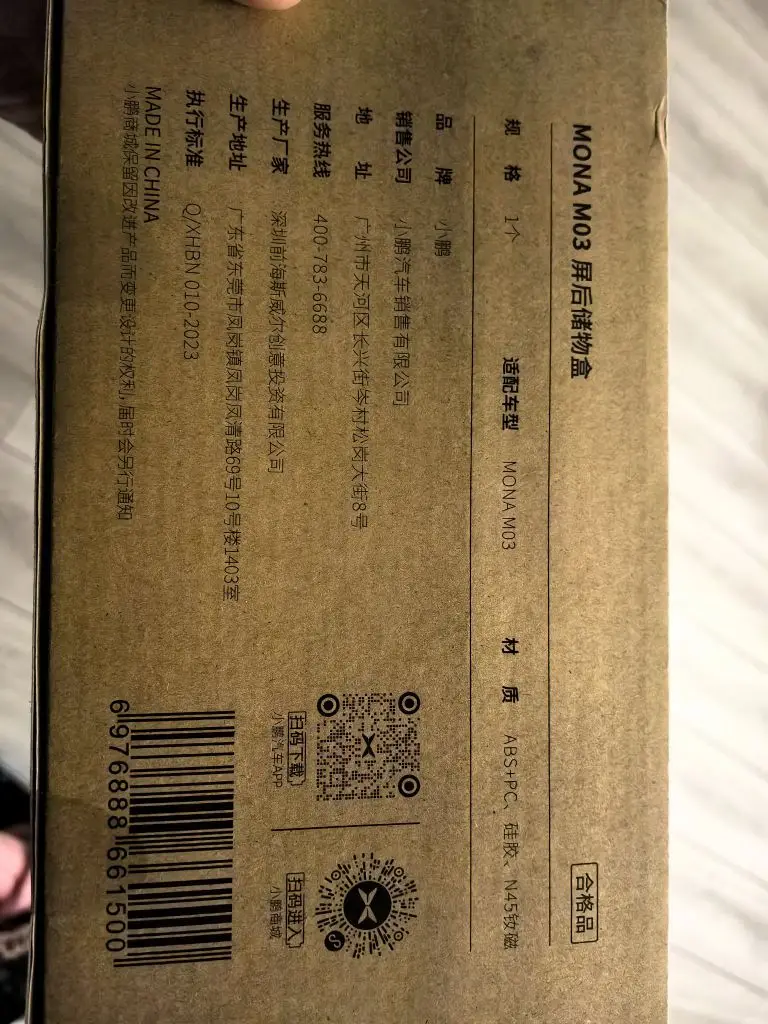 MONA M03 屏后储物盒
合格品
规 格 1个 适配车型 MONA M03 材 质 ABS+PC、硅胶、N45钕磁
品 牌 小鹏
销售公司 小鹏汽车销售有限公司
地 址 广州市天河区长兴街岑村松岗大街8号
服务热线 400-783-6688
生产厂家 深圳前海斯威尔创意投资有限公司
生产地址 广东省东莞市凤岗镇凤岗凤清路69号10号楼1403室
执行标准 Q/XHBN 010-2023
MADE IN CHINA
小鹏商城保留因改进产品而变更设计的权利,届时会另行通知
扫码下载
小鹏汽车APP
扫码进入
小鹏商城
6 976888 661500